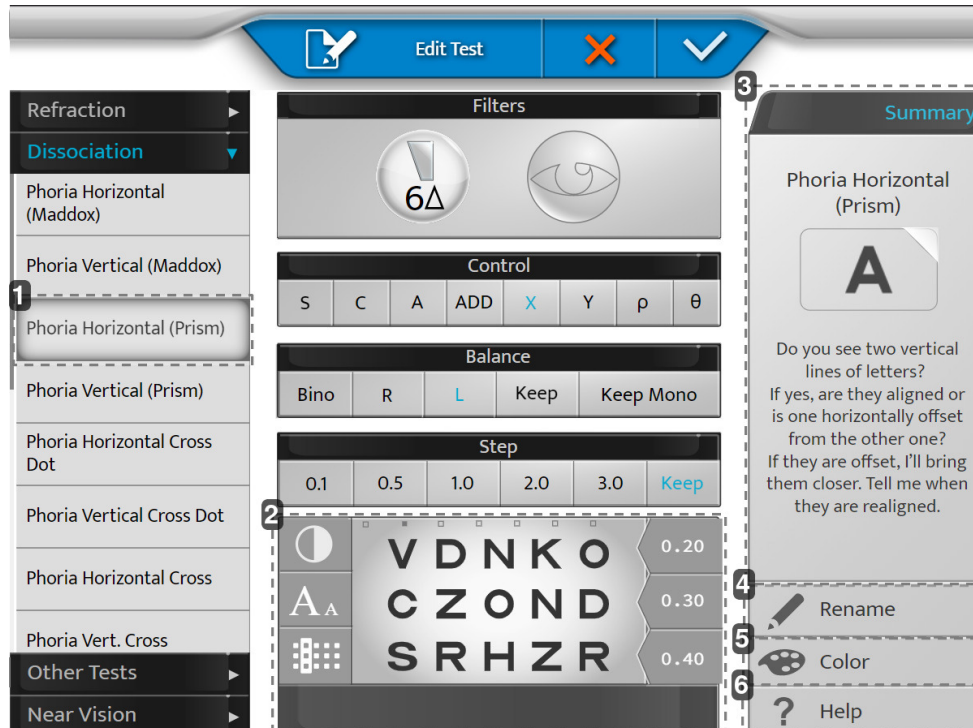 Edit Test
3
Refraction
Dissociation
Phoria Horizontal
(Maddox)
Phoria Vertical (Maddox)
1
Phoria Horizontal (Prism)
Phoria Vertical (Prism)
Phoria Horizontal Cross
Dot
Phoria Vertical Cross Dot
Phoria Horizontal Cross
Phoria Vert. Cross
Other Tests
Near Vision
Filters
6Δ
Control
S C A ADD X Y ρ θ
Balance
Bino R L Keep Keep Mono
Step
0.1 0.5 1.0 2.0 3.0 Keep
2
V D N K O 0.20
A A C Z O N D 0.30
S R H Z R 0.40
Summary
Phoria Horizontal
(Prism)
A
Do you see two vertical
lines of letters?
If yes, are they aligned or
is one horizontally offset
from the other one?
If they are offset, I'll bring
them closer. Tell me when
they are realigned.
4
Rename
5
Color
6
? Help